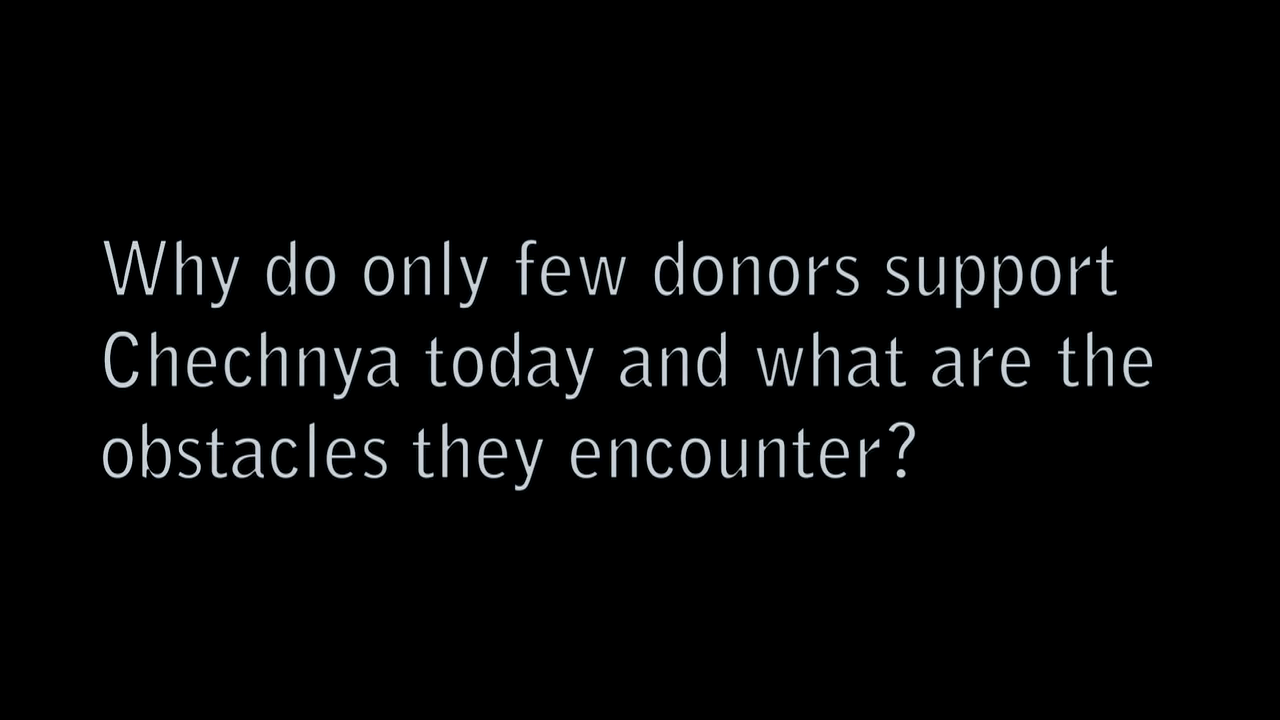 Why do only few donors support
Chechnya today and what are the
obstacles they encounter?